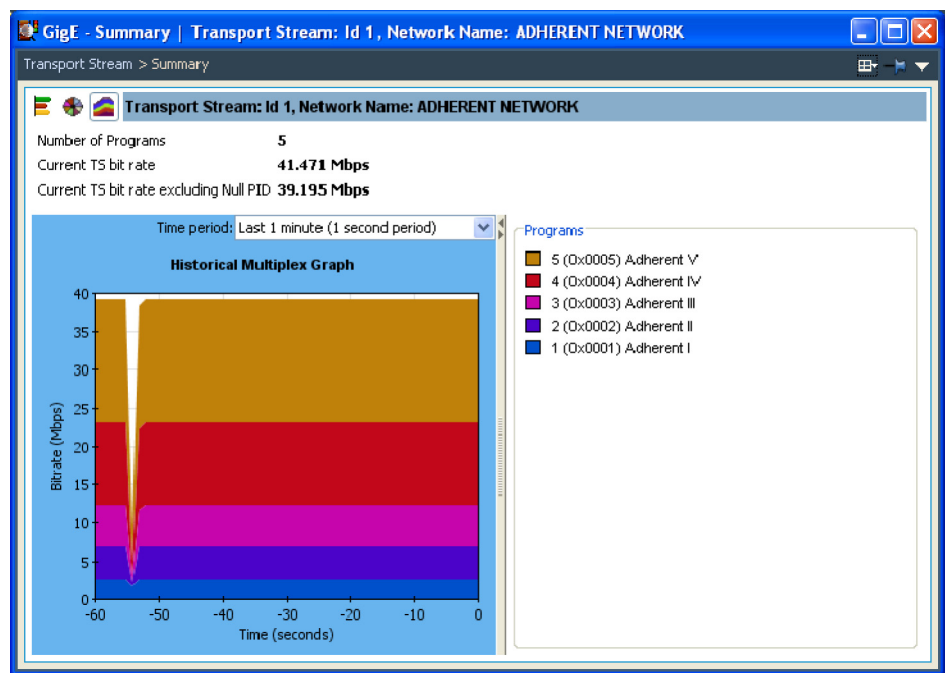 GigE - Summary | Transport Stream: Id 1, Network Name: ADHERENT NETWORK
Transport Stream > Summary
Transport Stream: Id 1, Network Name: ADHERENT NETWORK
Number of Programs 5
Current TS bit rate 41.471 Mbps
Current TS bit rate excluding Null PID 39.195 Mbps
Time period: Last 1 minute (1 second period)
Historical Multiplex Graph
40
35
30
25
20
15
10
5
0
Bitrate (Mbps)
-60 -50 -40 -30 -20 -10 0
Time (seconds)
Programs
5 (0x0005) Adherent V
4 (0x0004) Adherent IV
3 (0x0003) Adherent III
2 (0x0002) Adherent II
1 (0x0001) Adherent I